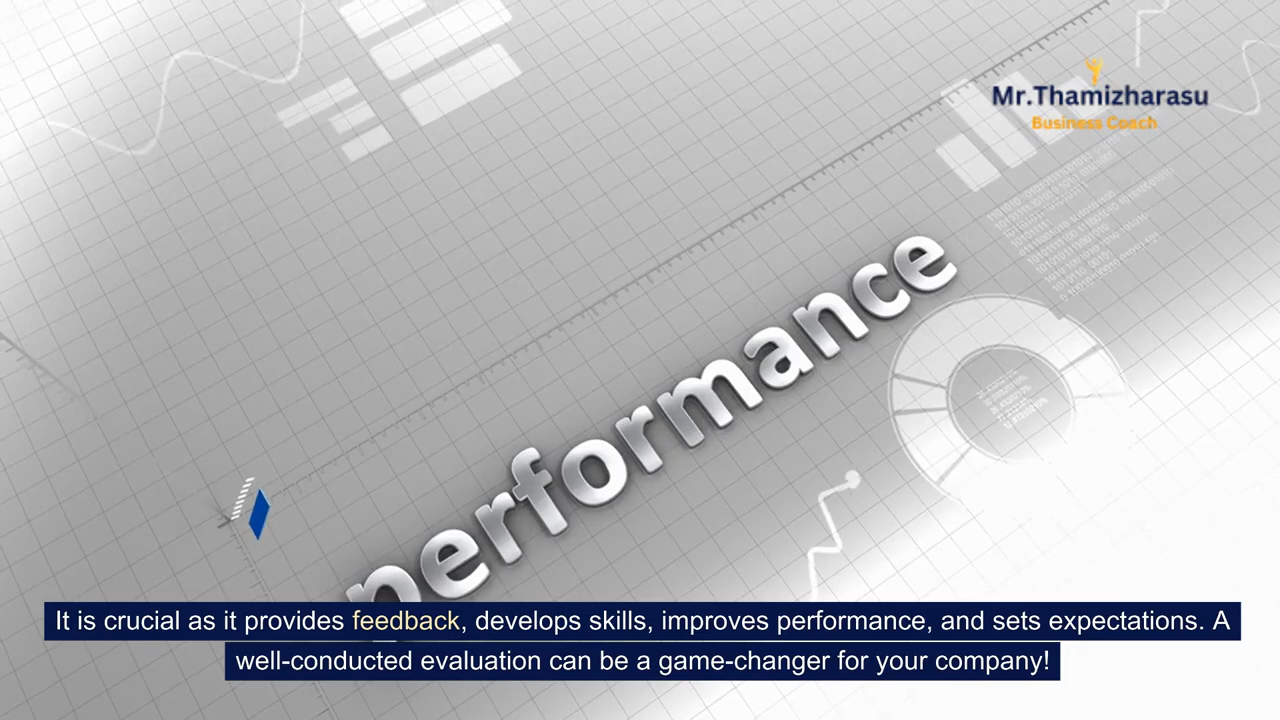 Mr.Thamizharasu
Business Coach
performance
It is crucial as it provides feedback, develops skills, improves performance, and sets expectations. A
well-conducted evaluation can be a game-changer for your company!